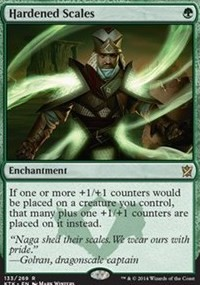 Hardened Scales
Enchantment
If one or more +1/+1 counters
would be placed on a creature you control,
that many plus one +1/+1 counters are
placed on it instead.
"Naga shed their scales. We wear ours
with pride."
—Golran, dragonscale captain
133/269 R
KTK • EN MARK WINTERS
™ & © 2014 Wizards of the Coast